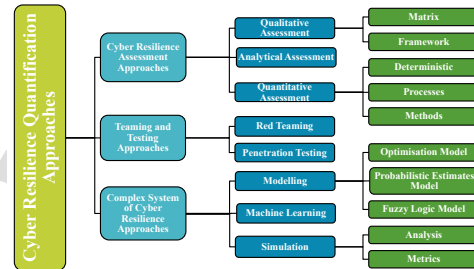 Cyber Resilience Quantification
Approaches
Cyber Resilience
Assessment
Approaches
Qualitative
Assessment
Matrix
Framework
Analytical Assessment
Quantitative
Assessment
Deterministic
Processes
Methods
Teaming and
Testing
Approaches
Red Teaming
Penetration Testing
Complex System
of Cyber
Resilience
Approaches
Modelling
Optimisation Model
Probabilistic Estimates
Model
Fuzzy Logic Model
Machine Learning
Simulation
Analysis
Metrics